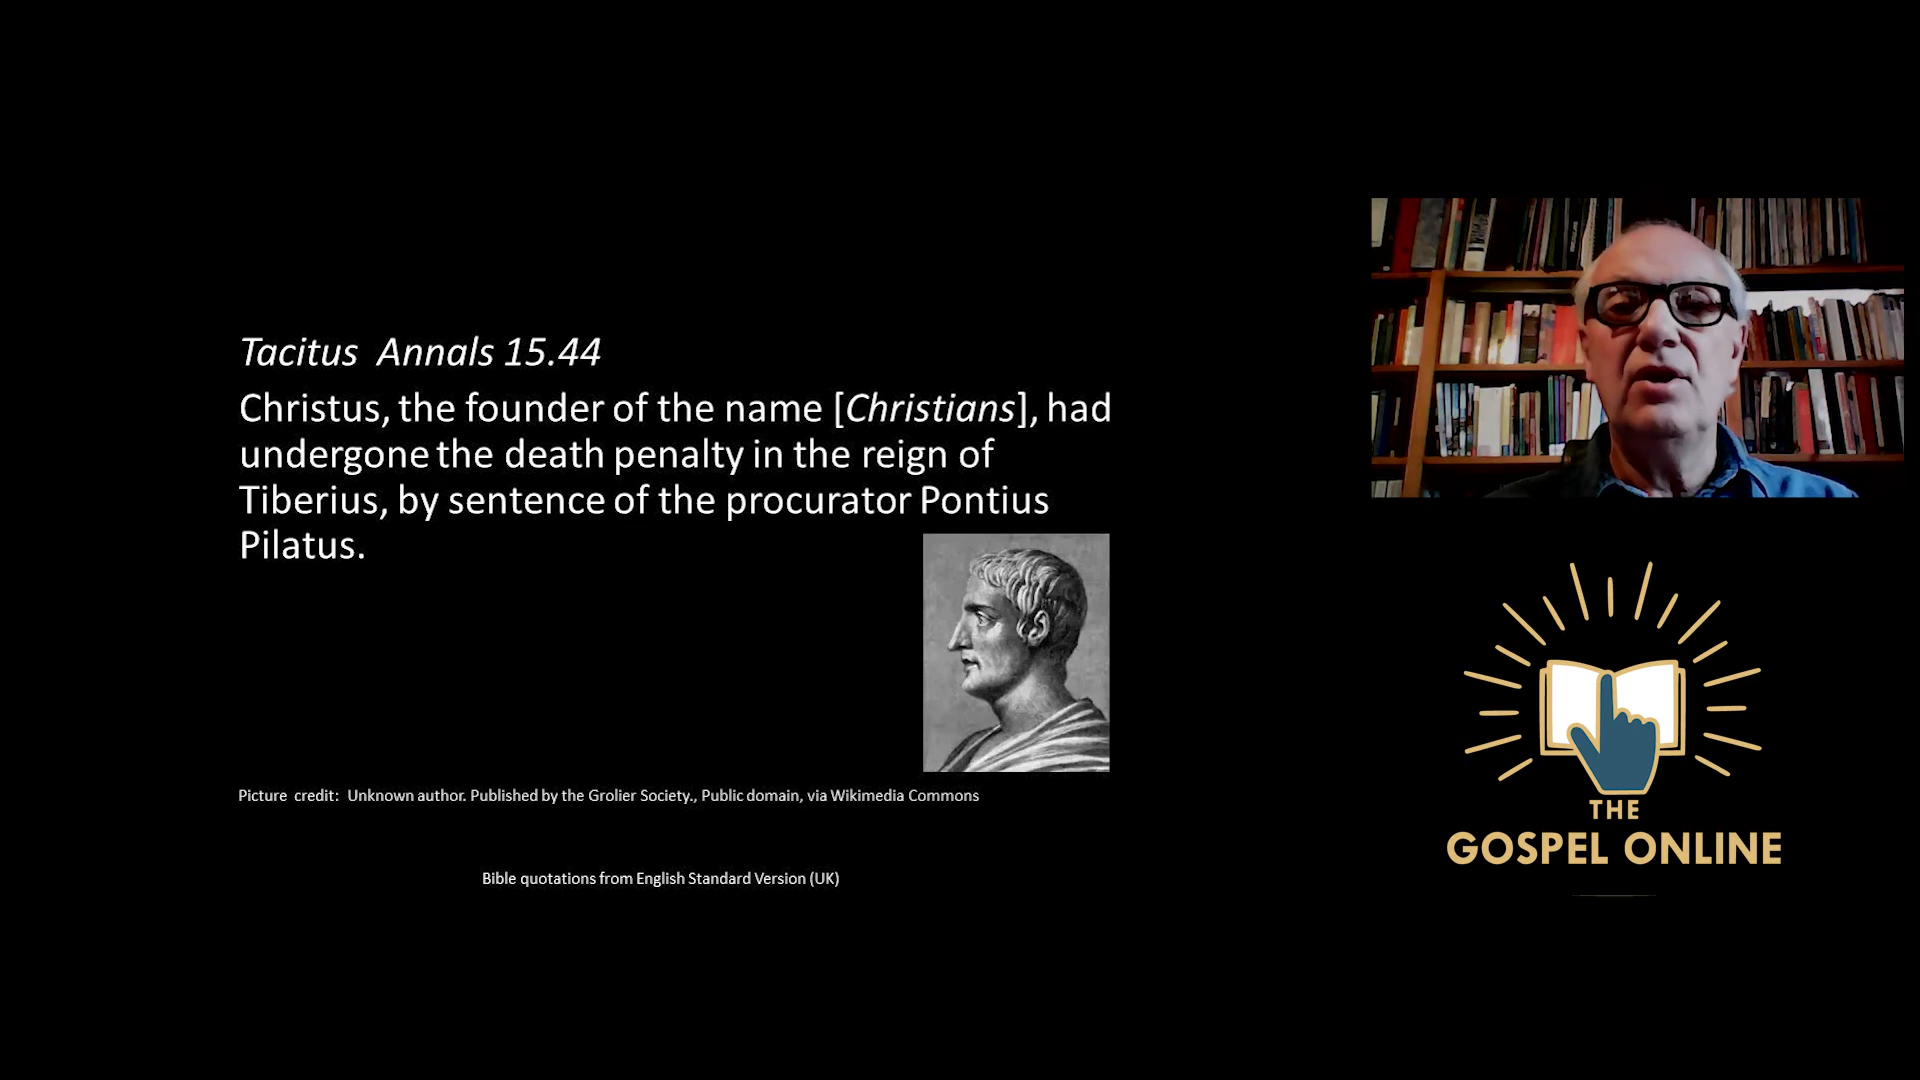 Tacitus Annals 15.44
Christus, the founder of the name [Christians], had
undergone the death penalty in the reign of
Tiberius, by sentence of the procurator Pontius
Pilatus.
Picture credit: Unknown author. Published by the Grolier Society., Public domain, via Wikimedia Commons
Bible quotations from English Standard Version (UK)
THE
GOSPEL ONLINE